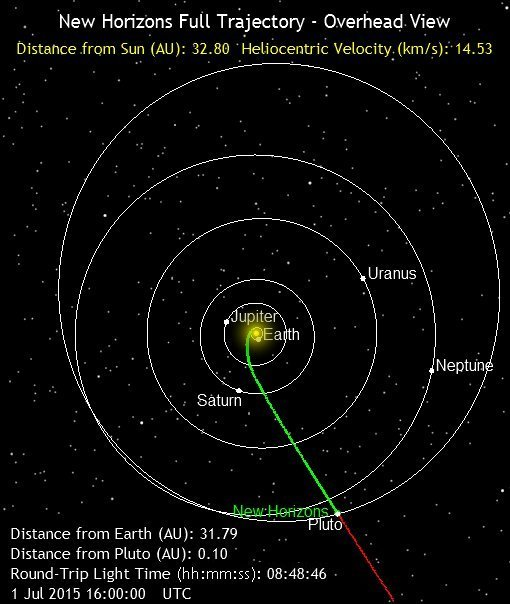 New Horizons Full Trajectory - Overhead View
Distance from Sun (AU): 32.80 Heliocentric Velocity (km/s): 14.53
Uranus
Jupiter
Earth
Neptune
Saturn
New Horizons
Pluto
Distance from Earth (AU): 31.79
Distance from Pluto (AU): 0.10
Round-Trip Light Time (hh:mm:ss): 08:48:46
1 Jul 2015 16:00:00 UTC